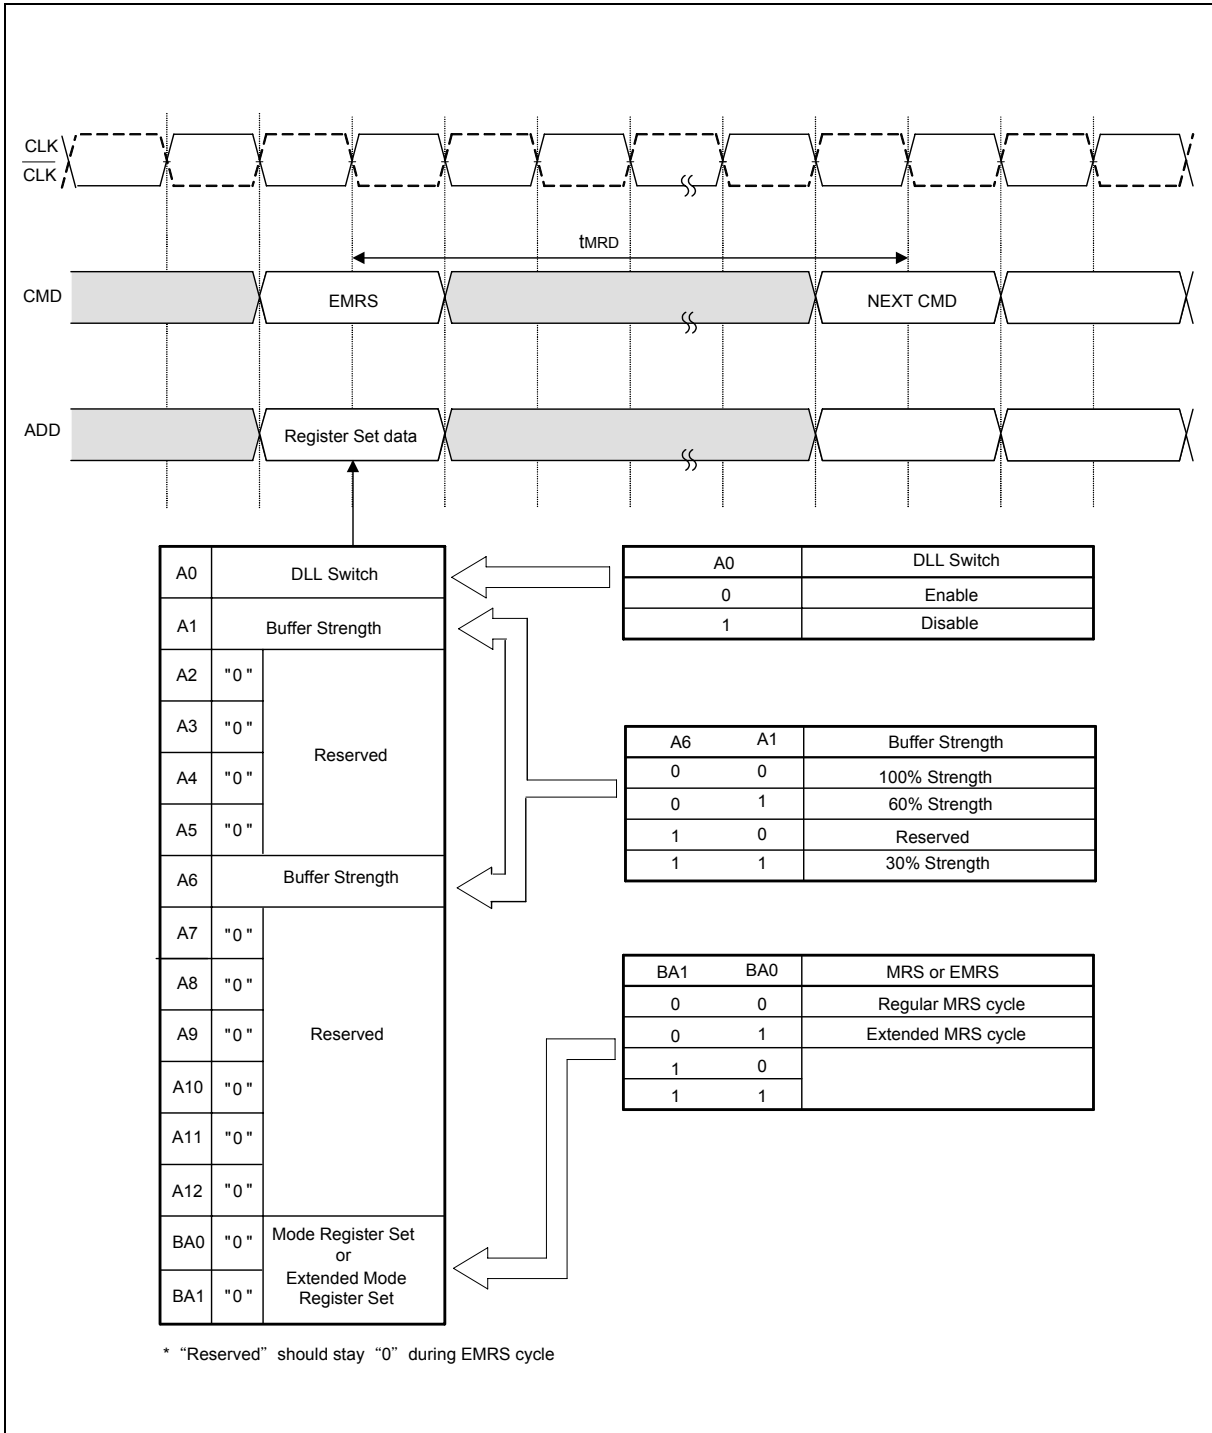 CLK
CLK
tMRD
CMD
EMRS
NEXT CMD
ADD
Register Set data
A0 DLL Switch
A1 Buffer Strength
A2 "0"
A3 "0"
Reserved
A4 "0"
A5 "0"
A6 Buffer Strength
A7 "0"
A8 "0"
A9 "0" Reserved
A10 "0"
A11 "0"
A12 "0"
BA0 "0"
BA1 "0"
Mode Register Set
or
Extended Mode
Register Set
A0 DLL Switch
0 Enable
1 Disable
A6 A1 Buffer Strength
0 0 100% Strength
0 1 60% Strength
1 0 Reserved
1 1 30% Strength
BA1 BA0 MRS or EMRS
0 0 Regular MRS cycle
0 1 Extended MRS cycle
1 0
1 1
* “Reserved” should stay “0” during EMRS cycle